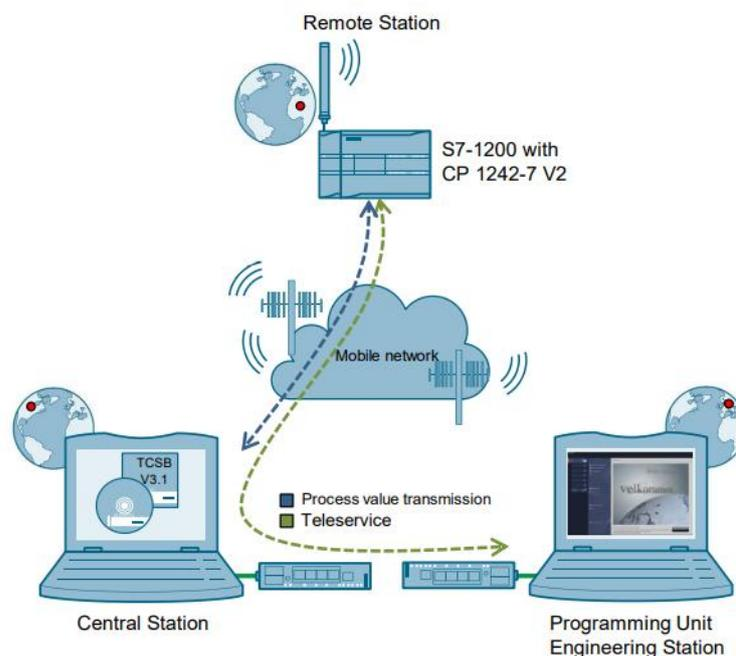 Remote Station
S7-1200 with
CP 1242-7 V2
Mobile network
TCSB
V3.1
velkommen
Process value transmission
Teleservice
Central Station
Programming Unit
Engineering Station